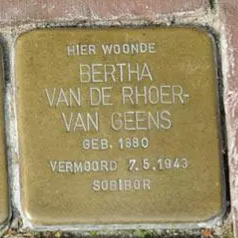 HIER WOONDE
BERTHA
VAN DE RHOER-
VAN GEENS
GEB. 1880
VERMOORD 7.5.1943
SOBIBOR